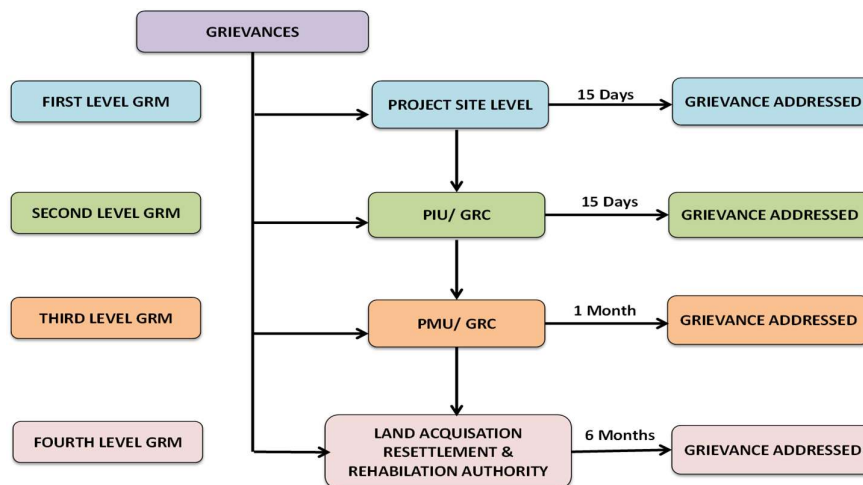 GRIEVANCES
FIRST LEVEL GRM
PROJECT SITE LEVEL
15 Days
GRIEVANCE ADDRESSED
SECOND LEVEL GRM
PIU/ GRC
15 Days
GRIEVANCE ADDRESSED
THIRD LEVEL GRM
PMU/ GRC
1 Month
GRIEVANCE ADDRESSED
FOURTH LEVEL GRM
LAND ACQUISATION
RESETTLEMENT &
REHABILATION AUTHORITY
6 Months
GRIEVANCE ADDRESSED